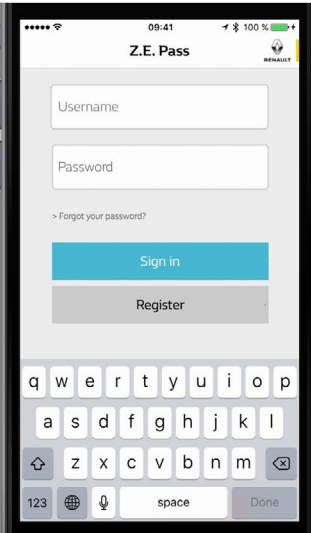 09:41 100 %
Z.E. Pass
RENAULT
Username
Password
> Forgot your password?
Sign in
Register
q w e r t y u i o p
a s d f g h j k l
z x c v b n m
123 space Done